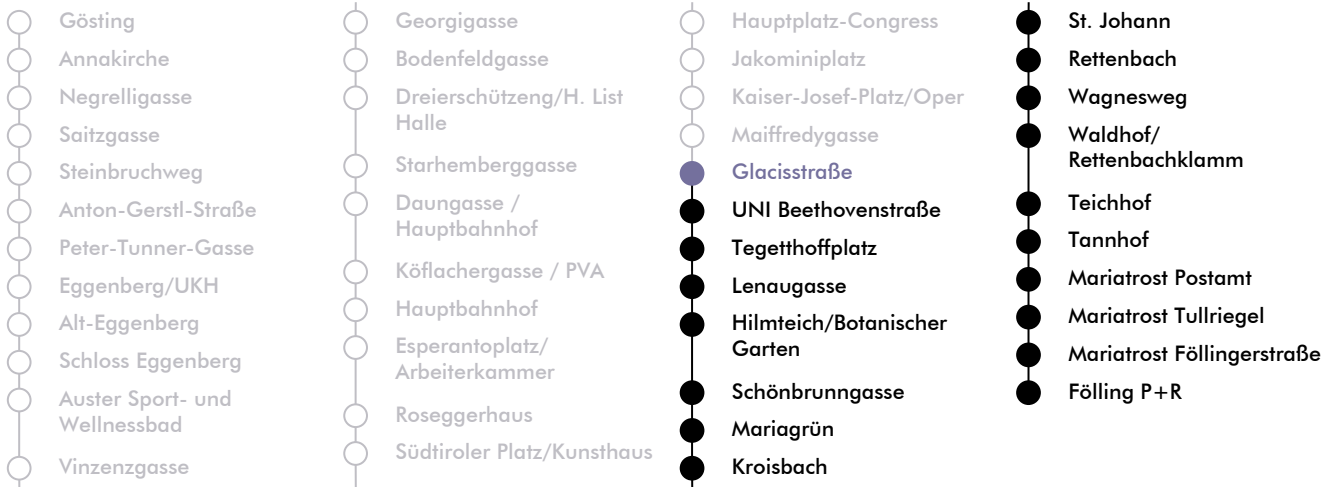 Gösting
Annakirche
Negrelligasse
Saitzgasse
Steinbruchweg
Anton-Gerstl-Straße
Peter-Tunner-Gasse
Eggenberg/UKH
Alt-Eggenberg
Schloss Eggenberg
Auster Sport- und
Wellnessbad
Vinzenzgasse
Georgigasse
Bodenfeldgasse
Dreierschützeng/H. List
Halle
Starhemberggasse
Daungasse /
Hauptbahnhof
Köflachergasse / PVA
Hauptbahnhof
Esperantoplatz/
Arbeiterkammer
Roseggerhaus
Südtiroler Platz/Kunsthaus
Hauptplatz-Congress
Jakominiplatz
Kaiser-Josef-Platz/Oper
Maiffredygasse
Glacisstraße
UNI Beethovenstraße
Tegetthoffplatz
Lenaugasse
Hilmteich/Botanischer
Garten
Schönbrunngasse
Mariagrün
Kroisbach
St. Johann
Rettenbach
Wagnesweg
Waldhof/
Rettenbachklamm
Teichhof
Tannhof
Mariatrost Postamt
Mariatrost Tullriegel
Mariatrost Föllingerstraße
Fölling P+R